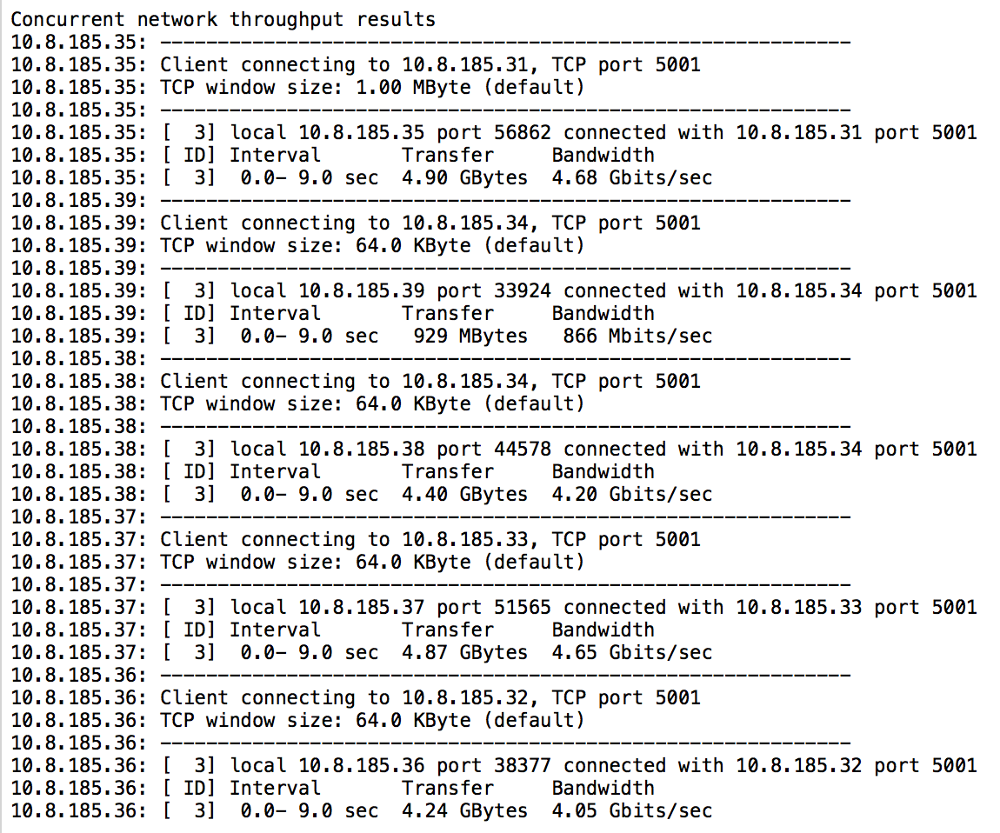 Concurrent network throughput results
10.8.185.35: ------------------------------------------------------------
10.8.185.35: Client connecting to 10.8.185.31, TCP port 5001
10.8.185.35: TCP window size: 1.00 MByte (default)
10.8.185.35: ------------------------------------------------------------
10.8.185.35: [  3] local 10.8.185.35 port 56862 connected with 10.8.185.31 port 5001
10.8.185.35: [ ID] Interval       Transfer     Bandwidth
10.8.185.35: [  3]  0.0- 9.0 sec  4.90 GBytes  4.68 Gbits/sec
10.8.185.39: ------------------------------------------------------------
10.8.185.39: Client connecting to 10.8.185.34, TCP port 5001
10.8.185.39: TCP window size: 64.0 KByte (default)
10.8.185.39: ------------------------------------------------------------
10.8.185.39: [  3] local 10.8.185.39 port 33924 connected with 10.8.185.34 port 5001
10.8.185.39: [ ID] Interval       Transfer     Bandwidth
10.8.185.39: [  3]  0.0- 9.0 sec   929 MBytes   866 Mbits/sec
10.8.185.38: ------------------------------------------------------------
10.8.185.38: Client connecting to 10.8.185.34, TCP port 5001
10.8.185.38: TCP window size: 64.0 KByte (default)
10.8.185.38: ------------------------------------------------------------
10.8.185.38: [  3] local 10.8.185.38 port 44578 connected with 10.8.185.34 port 5001
10.8.185.38: [ ID] Interval       Transfer     Bandwidth
10.8.185.38: [  3]  0.0- 9.0 sec  4.40 GBytes  4.20 Gbits/sec
10.8.185.37: ------------------------------------------------------------
10.8.185.37: Client connecting to 10.8.185.33, TCP port 5001
10.8.185.37: TCP window size: 64.0 KByte (default)
10.8.185.37: ------------------------------------------------------------
10.8.185.37: [  3] local 10.8.185.37 port 51565 connected with 10.8.185.33 port 5001
10.8.185.37: [ ID] Interval       Transfer     Bandwidth
10.8.185.37: [  3]  0.0- 9.0 sec  4.87 GBytes  4.65 Gbits/sec
10.8.185.36: ------------------------------------------------------------
10.8.185.36: Client connecting to 10.8.185.32, TCP port 5001
10.8.185.36: TCP window size: 64.0 KByte (default)
10.8.185.36: ------------------------------------------------------------
10.8.185.36: [  3] local 10.8.185.36 port 38377 connected with 10.8.185.32 port 5001
10.8.185.36: [ ID] Interval       Transfer     Bandwidth
10.8.185.36: [  3]  0.0- 9.0 sec  4.24 GBytes  4.05 Gbits/sec